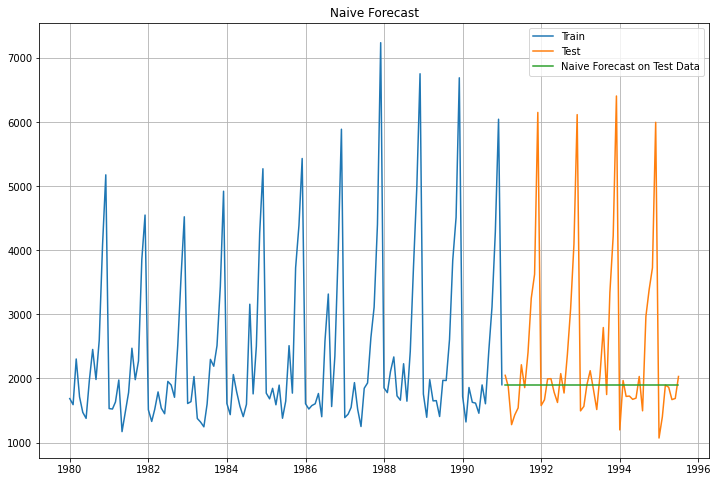 Naive Forecast
Train
Test
Naive Forecast on Test Data
7000
6000
5000
4000
3000
2000
1000
1980 1982 1984 1986 1988 1990 1992 1994 1996